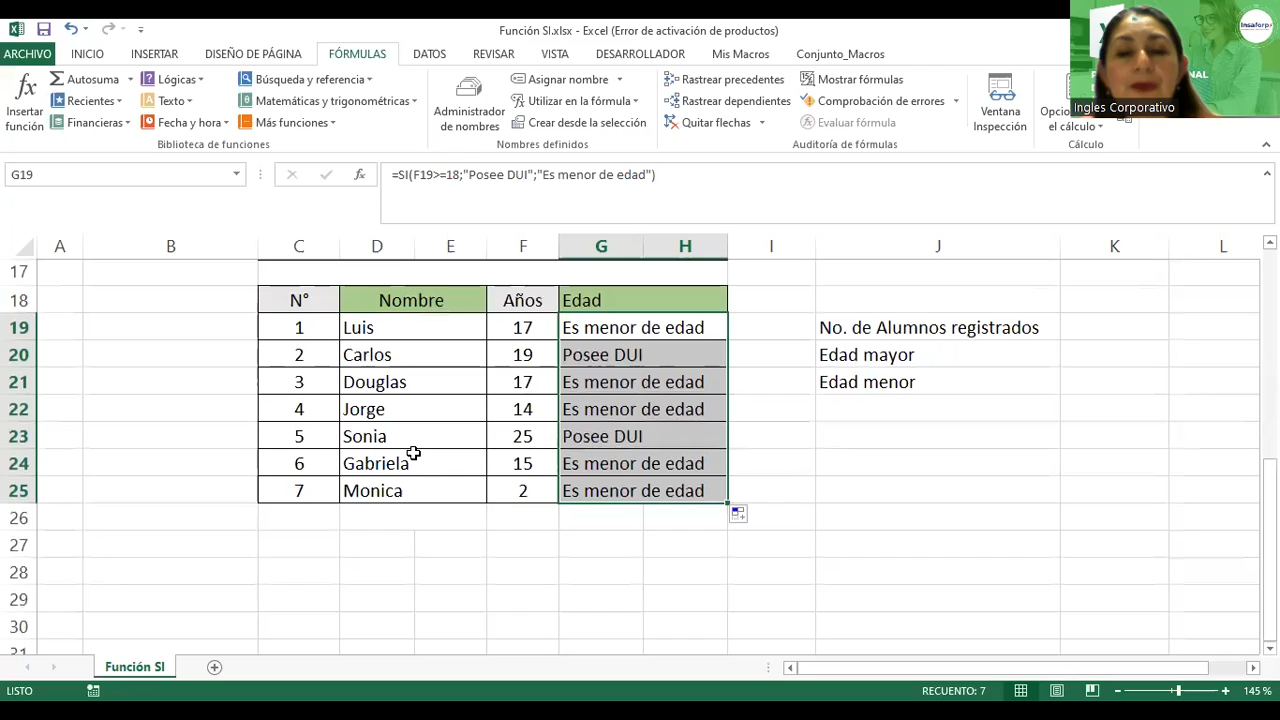 Función SI.xlsx - Excel (Error de activación de productos)
ARCHIVO INICIO INSERTAR DISEÑO DE PÁGINA FÓRMULAS DATOS REVISAR VISTA DESARROLLADOR Mis Macros Conjunto_Macros
Insertar función
Autosuma
Recientes
Financieras
Lógicas
Texto
Fecha y hora
Búsqueda y referencia
Matemáticas y trigonométricas
Más funciones
Biblioteca de funciones
Administrador de nombres
Asignar nombre
Utilizar en la fórmula
Crear desde la selección
Nombres definidos
Rastrear precedentes
Rastrear dependientes
Quitar flechas
Mostrar fórmulas
Comprobación de errores
Evaluar fórmula
Auditoría de fórmulas
Ventana Inspección
el cálculo
Cálculo
Insaforp
Ingles Corporativo
G19
=SI(F19>=18;"Posee DUI";"Es menor de edad")
A B C D E F G H I J K L
17
18 N° Nombre Años Edad
19 1 Luis 17 Es menor de edad No. de Alumnos registrados
20 2 Carlos 19 Posee DUI Edad mayor
21 3 Douglas 17 Es menor de edad Edad menor
22 4 Jorge 14 Es menor de edad
23 5 Sonia 25 Posee DUI
24 6 Gabriela 15 Es menor de edad
25 7 Monica 2 Es menor de edad
26
27
28
29
30
31
Función SI
LISTO RECUENTO: 7 145 %